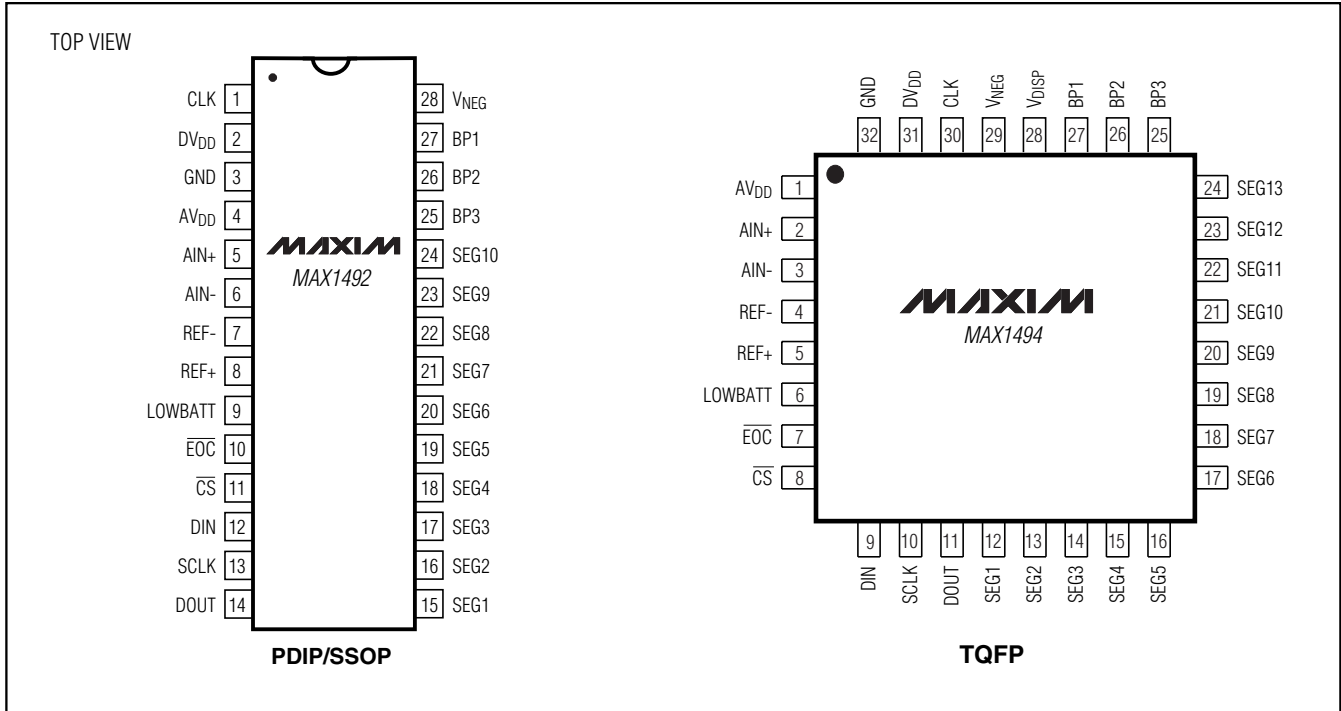 TOP VIEW
CLK 1
DVDD 2
GND 3
AVDD 4
AIN+ 5
AIN- 6
REF- 7
REF+ 8
LOWBATT 9
EOC 10
CS 11
DIN 12
SCLK 13
DOUT 14
MAXIM
MAX1492
28 VNEG
27 BP1
26 BP2
25 BP3
24 SEG10
23 SEG9
22 SEG8
21 SEG7
20 SEG6
19 SEG5
18 SEG4
17 SEG3
16 SEG2
15 SEG1
PDIP/SSOP
GND DVDD CLK VNEG VDISP BP1 BP2 BP3
32 31 30 29 28 27 26 25
AVDD 1
AIN+ 2
AIN- 3
REF- 4
REF+ 5
LOWBATT 6
EOC 7
CS 8
MAXIM
MAX1494
24 SEG13
23 SEG12
22 SEG11
21 SEG10
20 SEG9
19 SEG8
18 SEG7
17 SEG6
9 10 11 12 13 14 15 16
DIN SCLK DOUT SEG1 SEG2 SEG3 SEG4 SEG5
TQFP